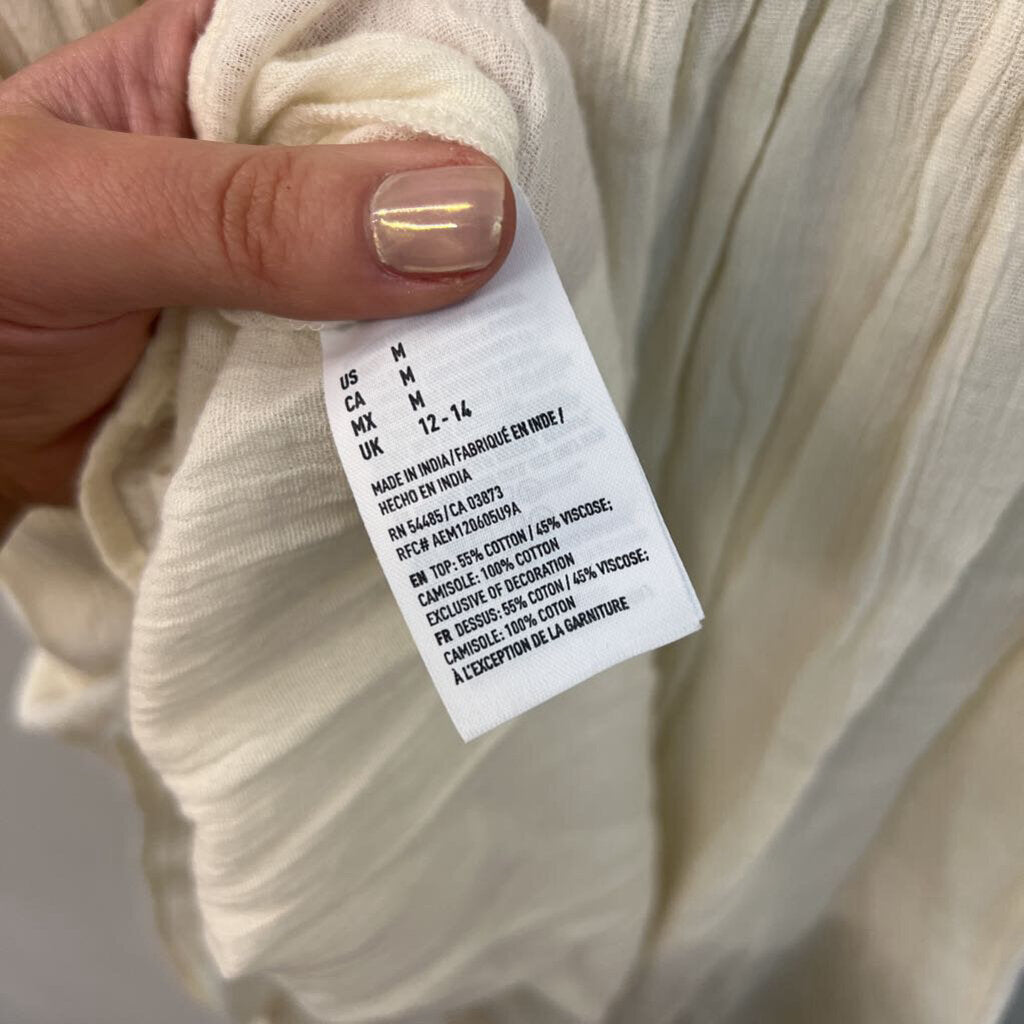 US M
CA M
MX M
UK 12-14
MADE IN INDIA/FABRIQUÉ EN INDE/
HECHO EN INDIA
RN 54485/CA 03873
RFC# AEM120605U9A
EN TOP: 55% COTTON / 45% VISCOSE;
CAMISOLE: 100% COTTON
EXCLUSIVE OF DECORATION
FR DESSUS: 55% COTON / 45% VISCOSE;
CAMISOLE: 100% COTON
À L'EXCEPTION DE LA GARNITURE